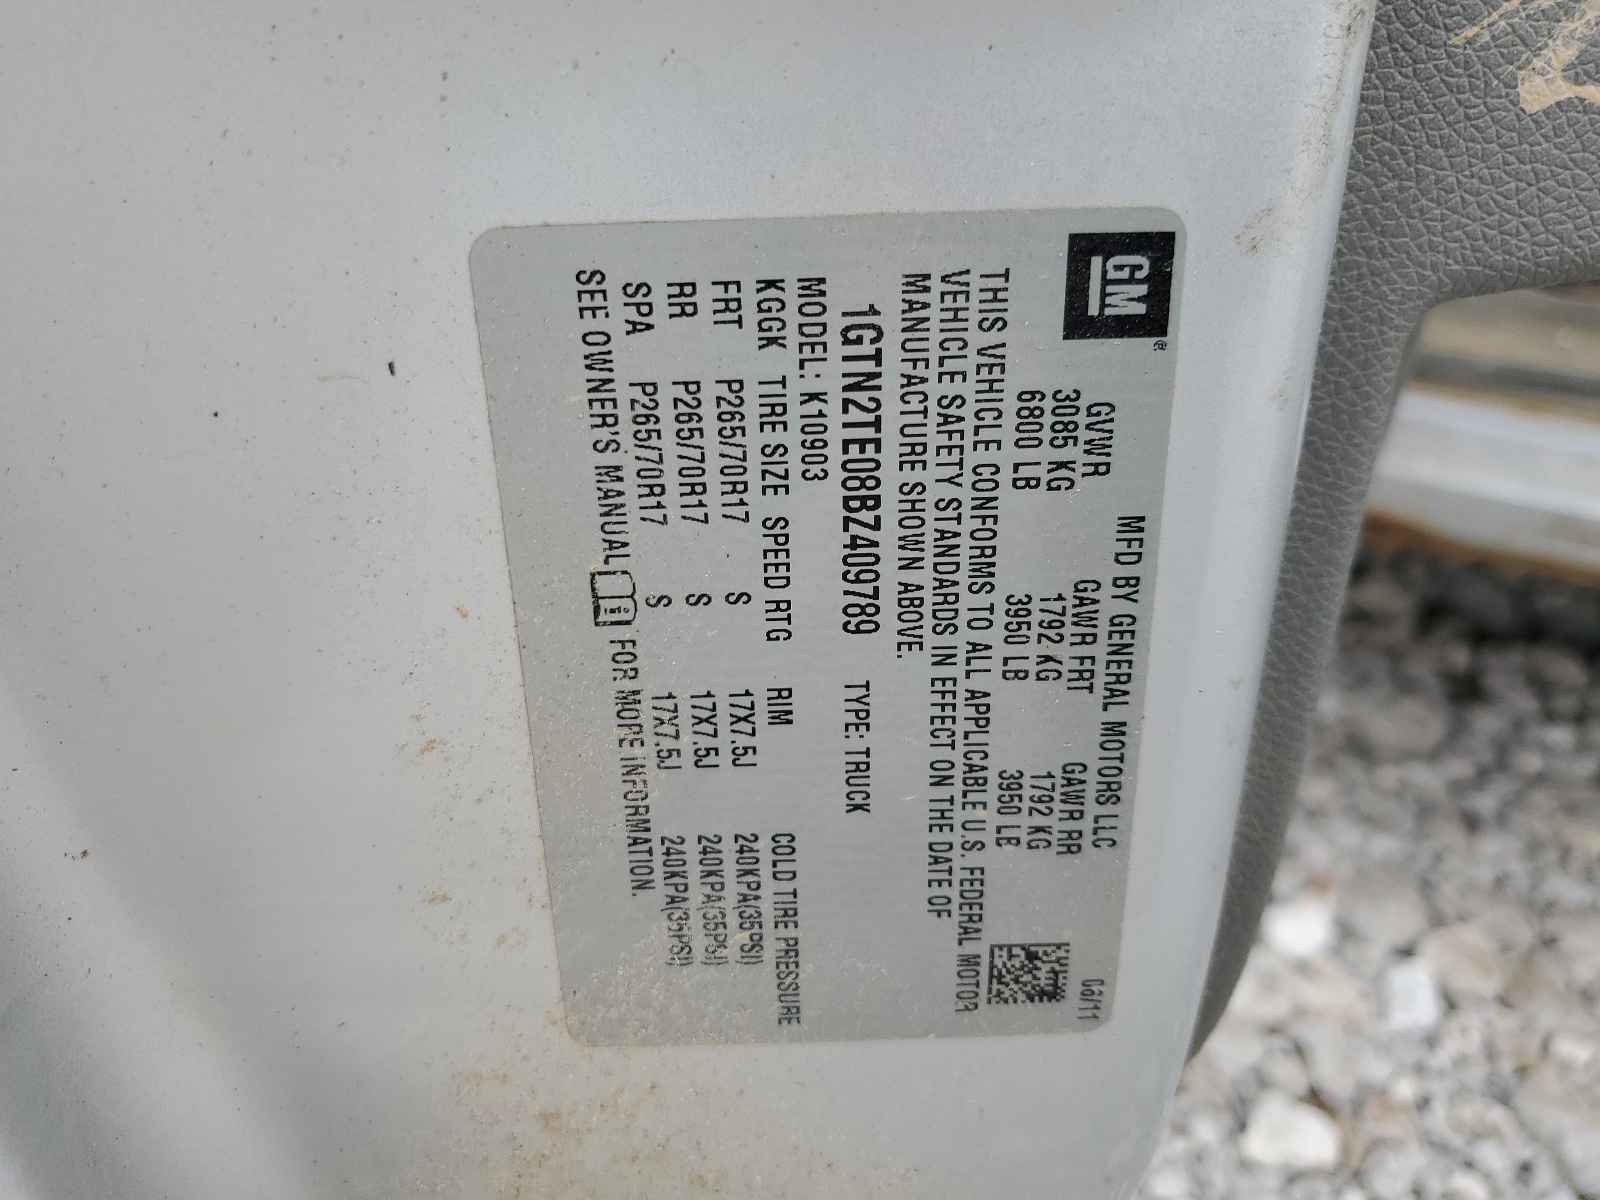 GM
MFD BY GENERAL MOTORS LLC 06/11
GVWR GAWR FRT GAWR RR
3085 KG 1792 KG 1792 KG
6800 LB 3950 LB 3950 LB
THIS VEHICLE CONFORMS TO ALL APPLICABLE U.S. FEDERAL MOTOR
VEHICLE SAFETY STANDARDS IN EFFECT ON THE DATE OF
MANUFACTURE SHOWN ABOVE.
1GTN2TE08BZ409789 TYPE: TRUCK
MODEL: K10903
KGGK TIRE SIZE SPEED RTG RIM COLD TIRE PRESSURE
FRT P265/70R17 S 17X7.5J 240KPA(35PSI)
RR P265/70R17 S 17X7.5J 240KPA(35PSI)
SPA P265/70R17 S 17X7.5J 240KPA(35PSI)
SEE OWNER'S MANUAL FOR MORE INFORMATION.